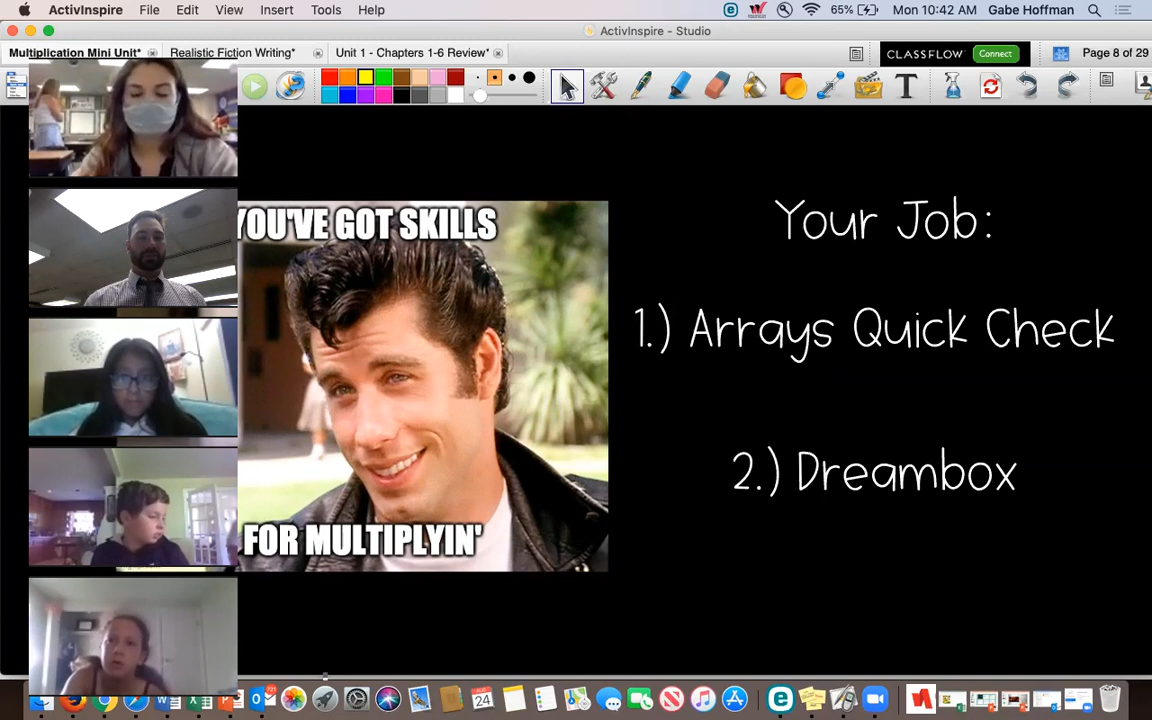 ActivInspire File Edit View Insert Tools Help 65% Mon 10:42 AM Gabe Hoffman
ActivInspire - Studio
Multiplication Mini Unit* Realistic Fiction Writing* Unit 1 - Chapters 1-6 Review* CLASSFLOW Connect Page 8 of 29
YOU'VE GOT SKILLS
FOR MULTIPLYIN'
Your Job:
1.) Arrays Quick Check
2.) Dreambox
24